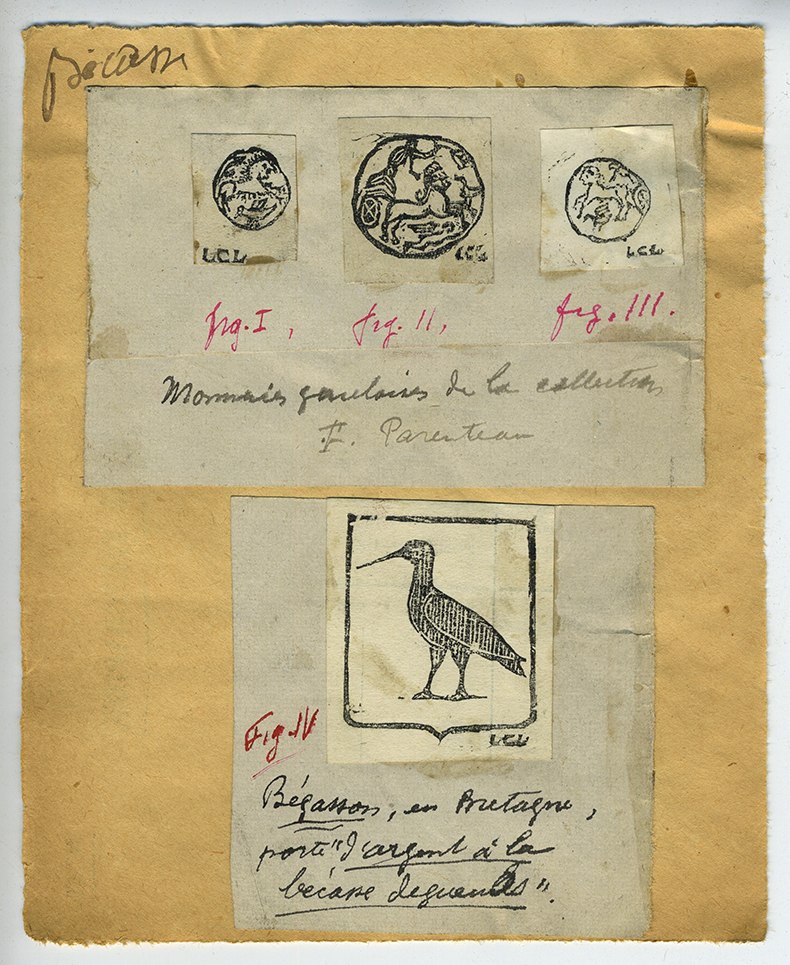 Bécasse
LCL LCL LCL
fig. I, fig. II, fig. III.
Monnaies gauloises de la collection
F. Parenteau
LCL
Fig. IV
Bégasson, en Bretagne,
porte "d'argent à la
bécasse de gueules".